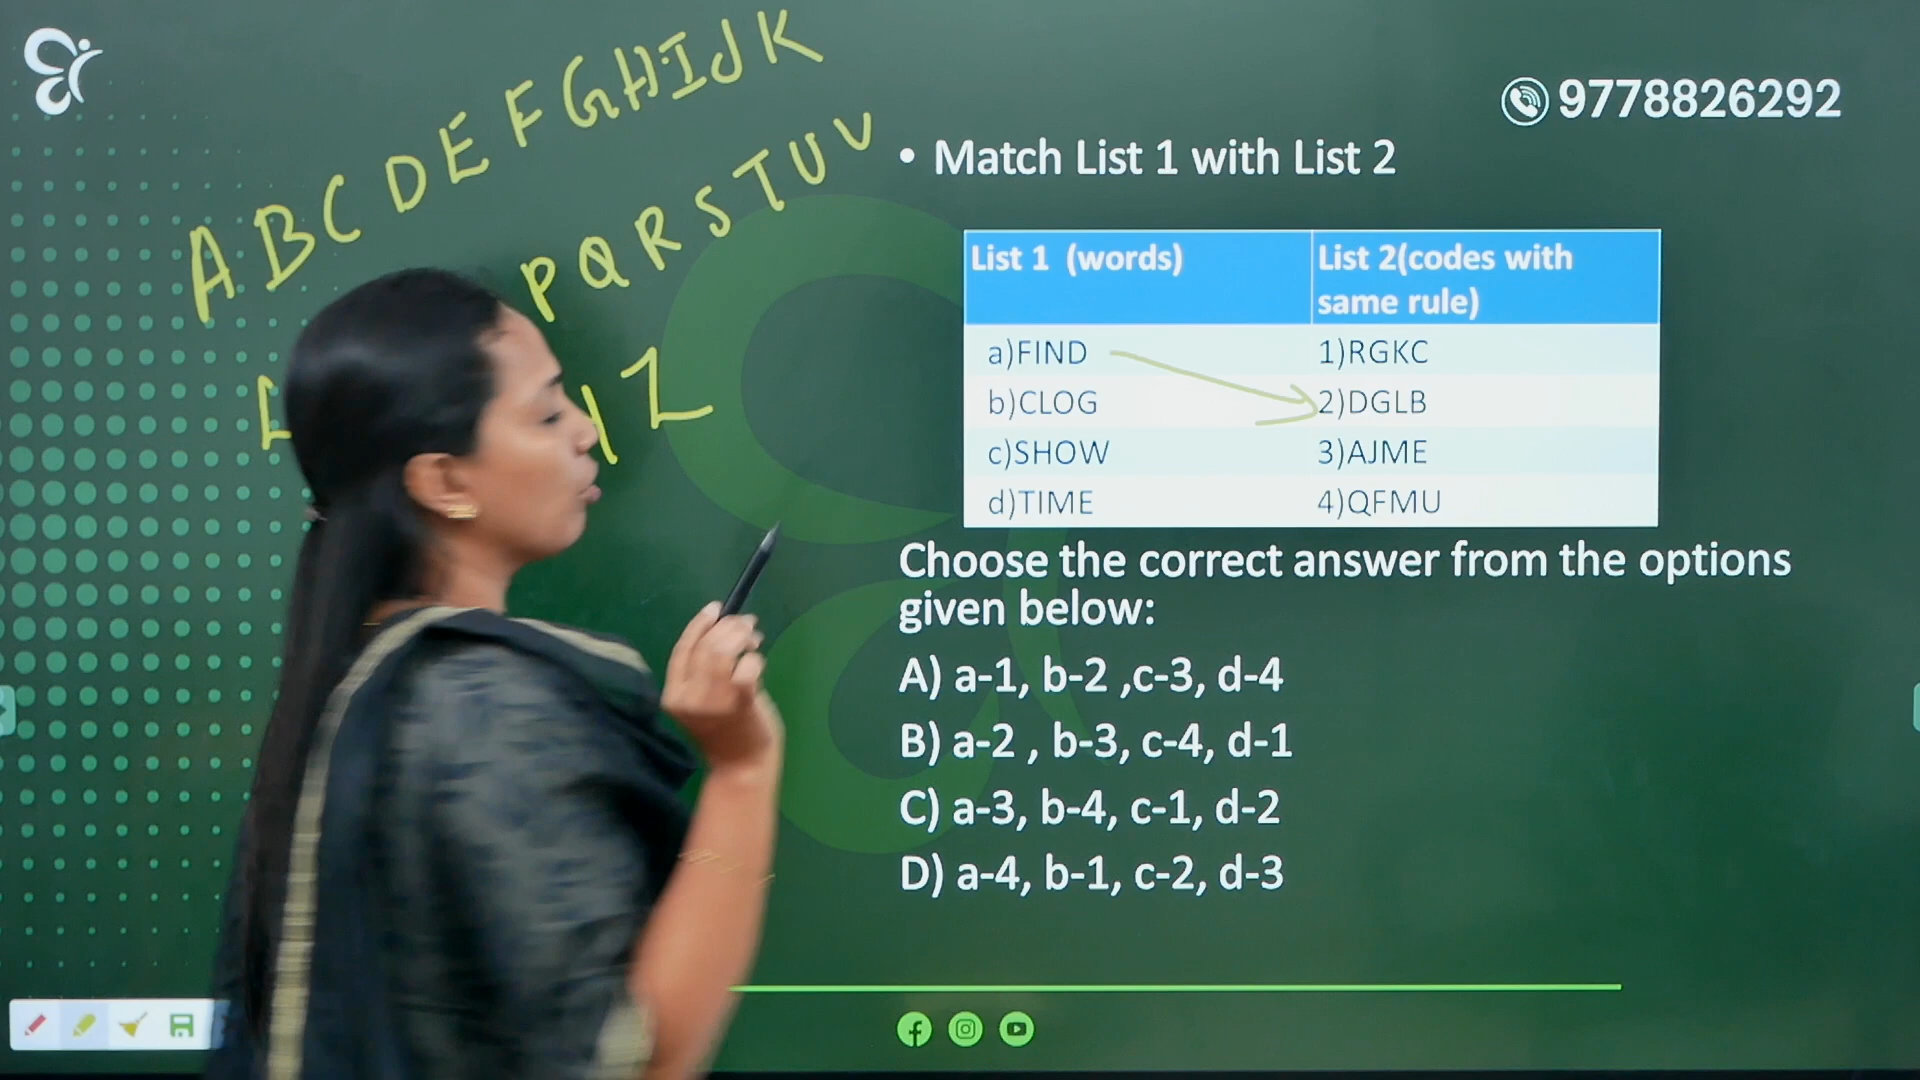 A B C D E F G H I J K
9778826292
P Q R S T U V
• Match List 1 with List 2
List 1 (words) List 2(codes with same rule)
a)FIND 1)RGKC
b)CLOG 2)DGLB
c)SHOW 3)AJME
d)TIME 4)QFMU
Z
Choose the correct answer from the options
given below:
A) a-1, b-2 ,c-3, d-4
B) a-2 , b-3, c-4, d-1
C) a-3, b-4, c-1, d-2
D) a-4, b-1, c-2, d-3